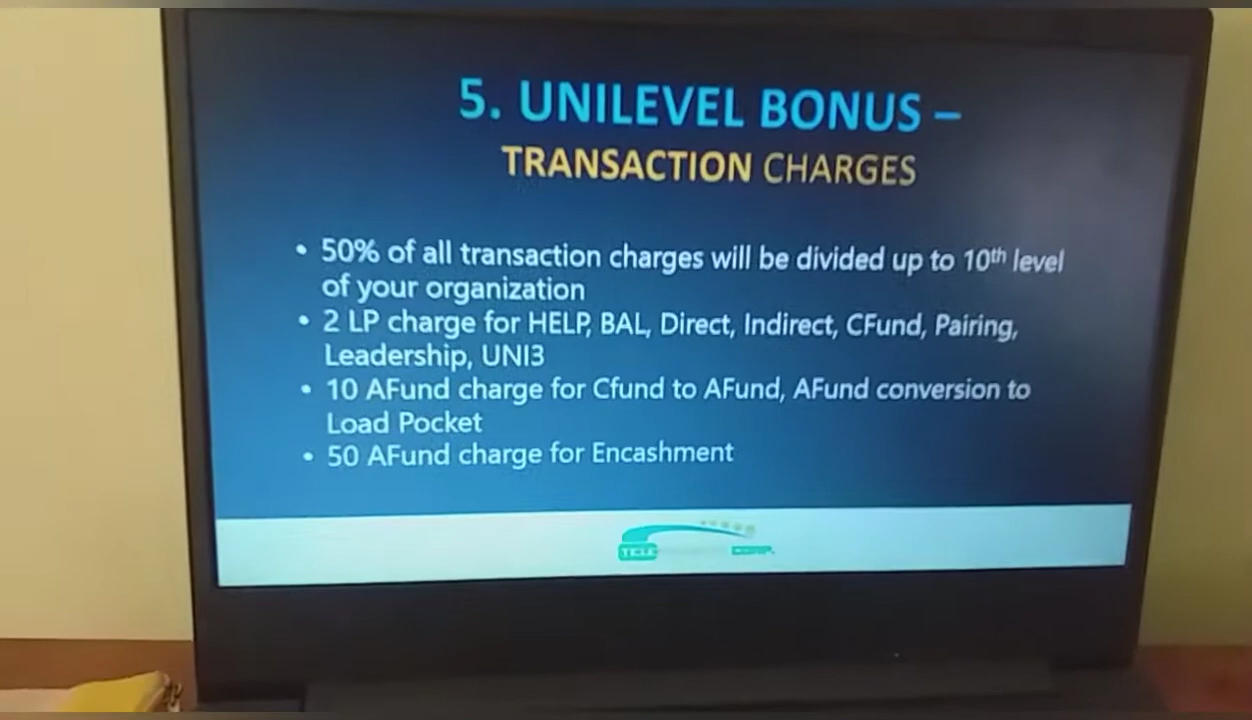 5. UNILEVEL BONUS –
TRANSACTION CHARGES
• 50% of all transaction charges will be divided up to 10th level
of your organization
• 2 LP charge for HELP, BAL, Direct, Indirect, CFund, Pairing,
Leadership, UNI3
• 10 AFund charge for Cfund to AFund, AFund conversion to
Load Pocket
• 50 AFund charge for Encashment
TELE CORP.